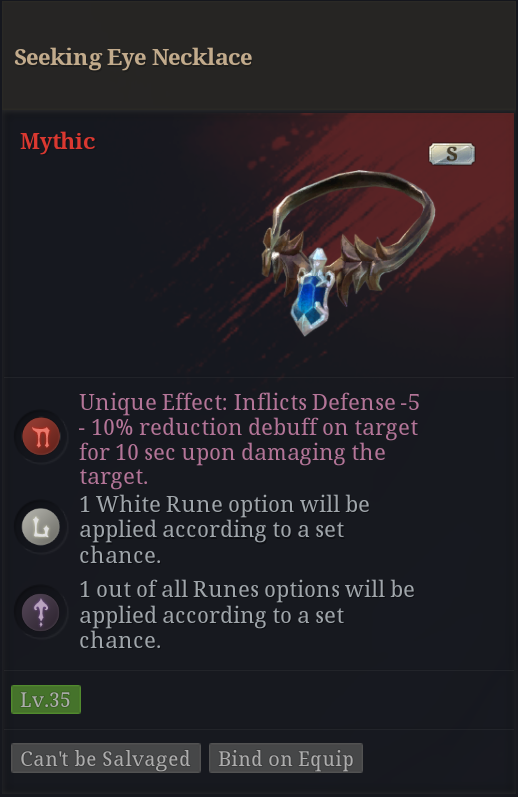 Seeking Eye Necklace
Mythic
S
Unique Effect: Inflicts Defense -5
- 10% reduction debuff on target
for 10 sec upon damaging the
target.
1 White Rune option will be
applied according to a set
chance.
1 out of all Runes options will be
applied according to a set
chance.
Lv.35
Can't be Salvaged Bind on Equip